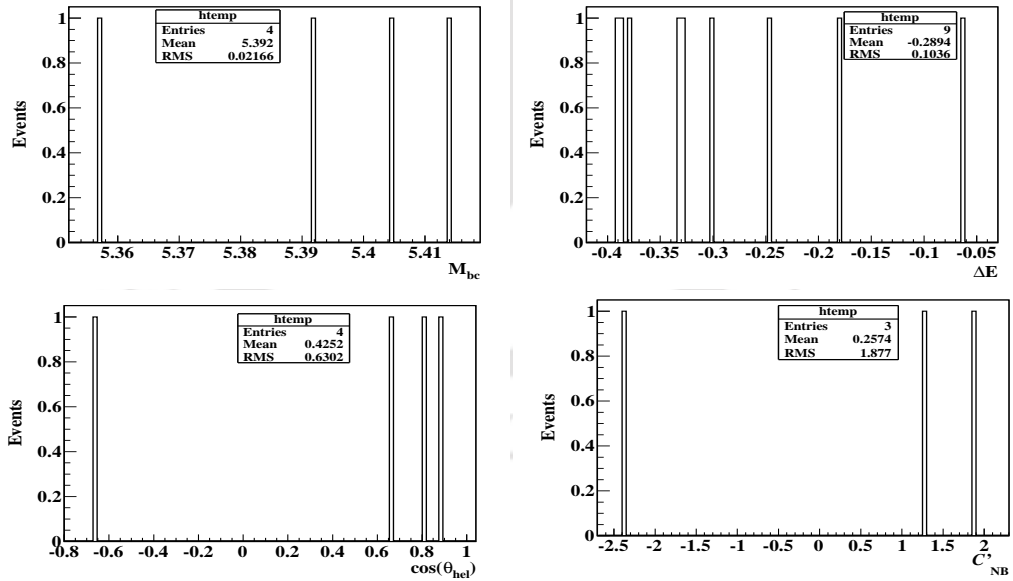 htemp
Entries 4
Mean 5.392
RMS 0.02166
Events
1
0.8
0.6
0.4
0.2
0
5.36 5.37 5.38 5.39 5.4 5.41
M_bc
htemp
Entries 9
Mean -0.2894
RMS 0.1036
Events
1
0.8
0.6
0.4
0.2
0
-0.4 -0.35 -0.3 -0.25 -0.2 -0.15 -0.1 -0.05
ΔE
htemp
Entries 4
Mean 0.4252
RMS 0.6302
Events
1
0.8
0.6
0.4
0.2
0
-0.8 -0.6 -0.4 -0.2 0 0.2 0.4 0.6 0.8 1
cos(θ_hel)
htemp
Entries 3
Mean 0.2574
RMS 1.877
Events
1
0.8
0.6
0.4
0.2
0
-2.5 -2 -1.5 -1 -0.5 0 0.5 1 1.5 2
C'_NB